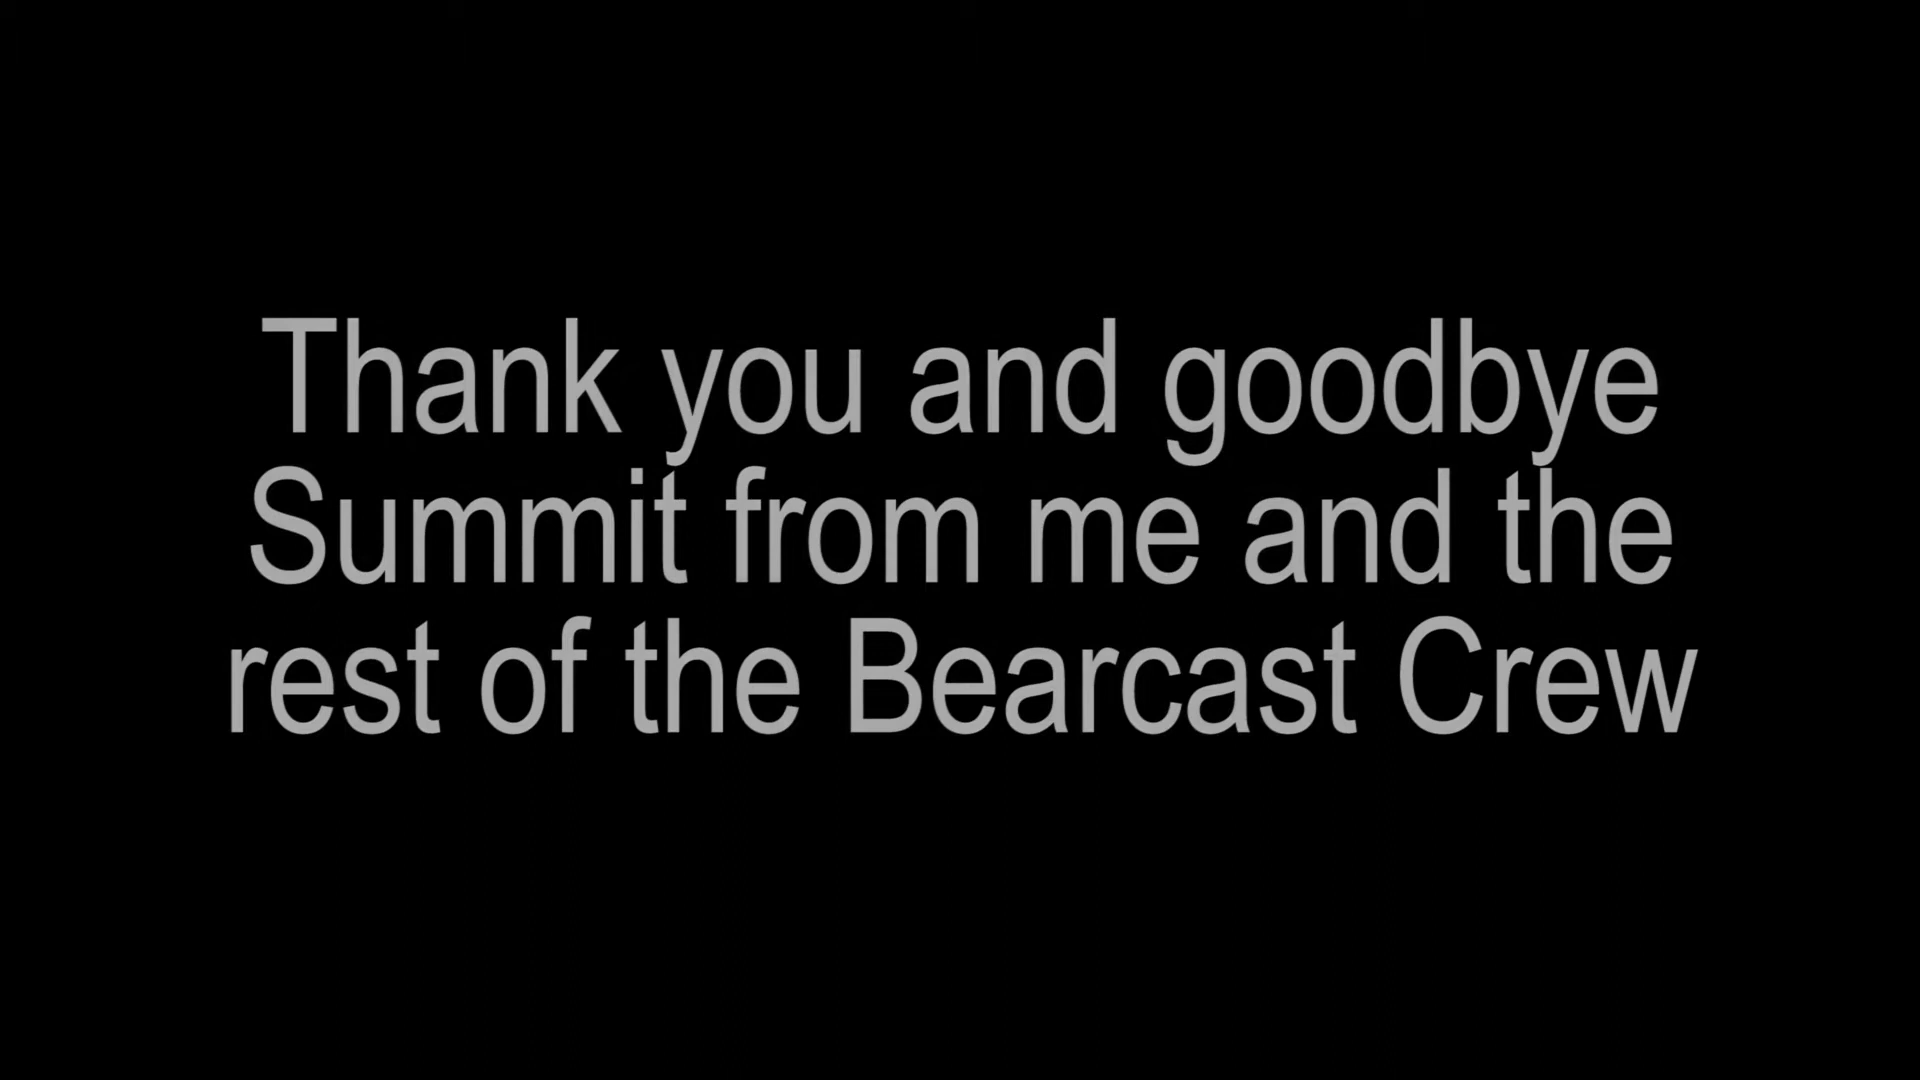 Thank you and goodbye
Summit from me and the
rest of the Bearcast Crew